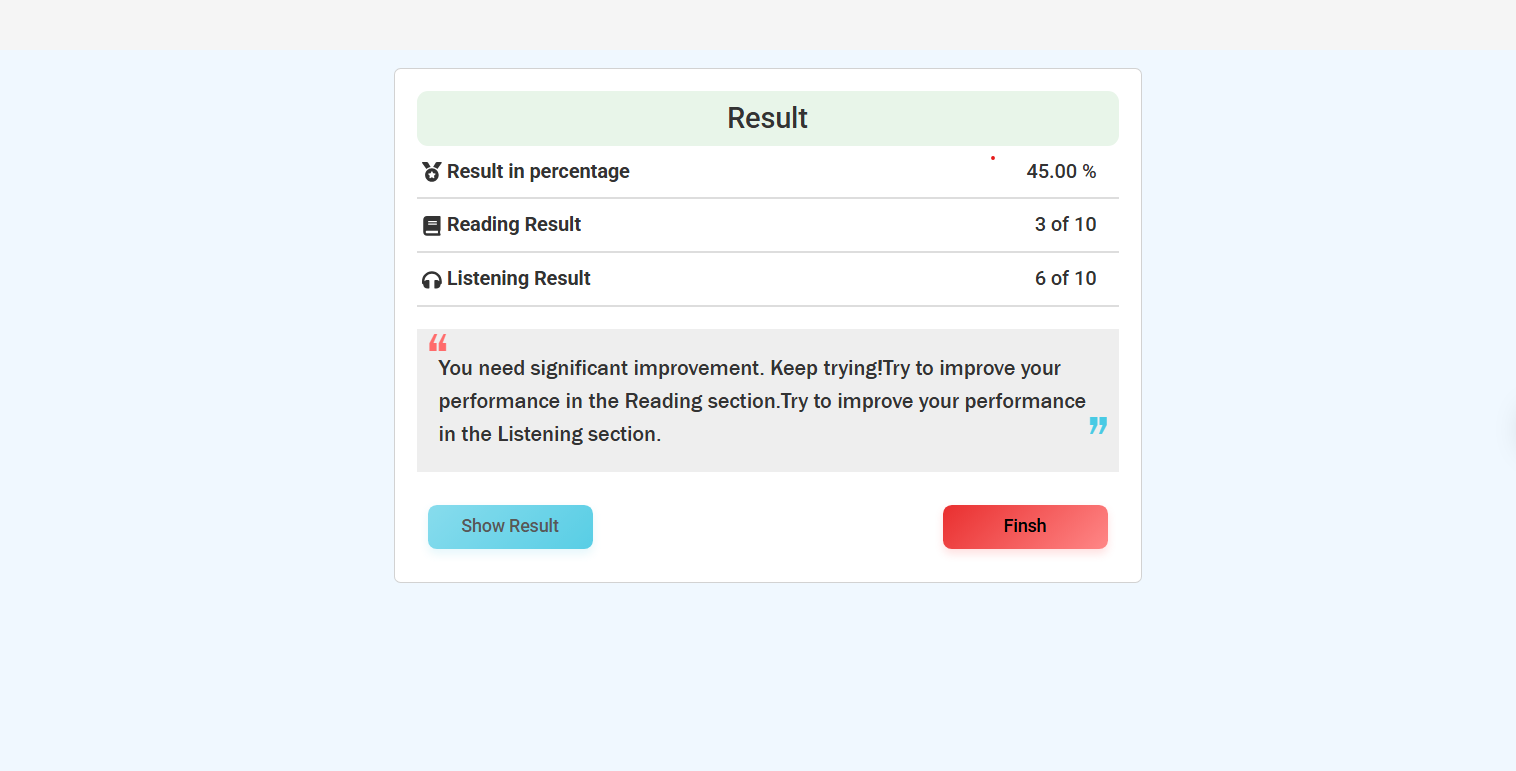 Result
Result in percentage 45.00 %
Reading Result 3 of 10
Listening Result 6 of 10
❝
You need significant improvement. Keep trying!Try to improve your
performance in the Reading section.Try to improve your performance
in the Listening section.
❞
Show Result Finsh